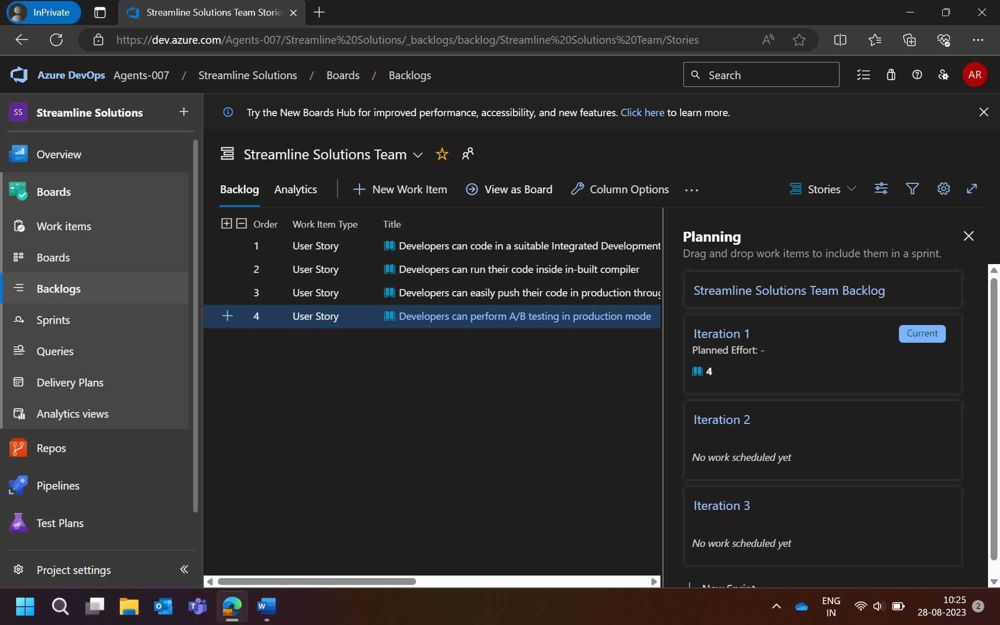 InPrivate
Streamline Solutions Team Storie
https://dev.azure.com/Agents-007/Streamline%20Solutions/_backlogs/backlog/Streamline%20Solutions%20Team/Stories
Azure DevOps Agents-007 / Streamline Solutions / Boards / Backlogs
Search
AR
SS Streamline Solutions
Try the New Boards Hub for improved performance, accessibility, and new features. Click here to learn more.
Overview
Boards
Work items
Boards
Backlogs
Sprints
Queries
Delivery Plans
Analytics views
Repos
Pipelines
Test Plans
Project settings
Streamline Solutions Team
Backlog Analytics New Work Item View as Board Column Options Stories
Order Work Item Type Title
1 User Story Developers can code in a suitable Integrated Development
2 User Story Developers can run their code inside in-built compiler
3 User Story Developers can easily push their code in production throug
4 User Story Developers can perform A/B testing in production mode
Planning
Drag and drop work items to include them in a sprint.
Streamline Solutions Team Backlog
Iteration 1 Current
Planned Effort: -
4
Iteration 2
No work scheduled yet
Iteration 3
No work scheduled yet
New Sprint
ENG
IN
10:25
28-08-2023
2